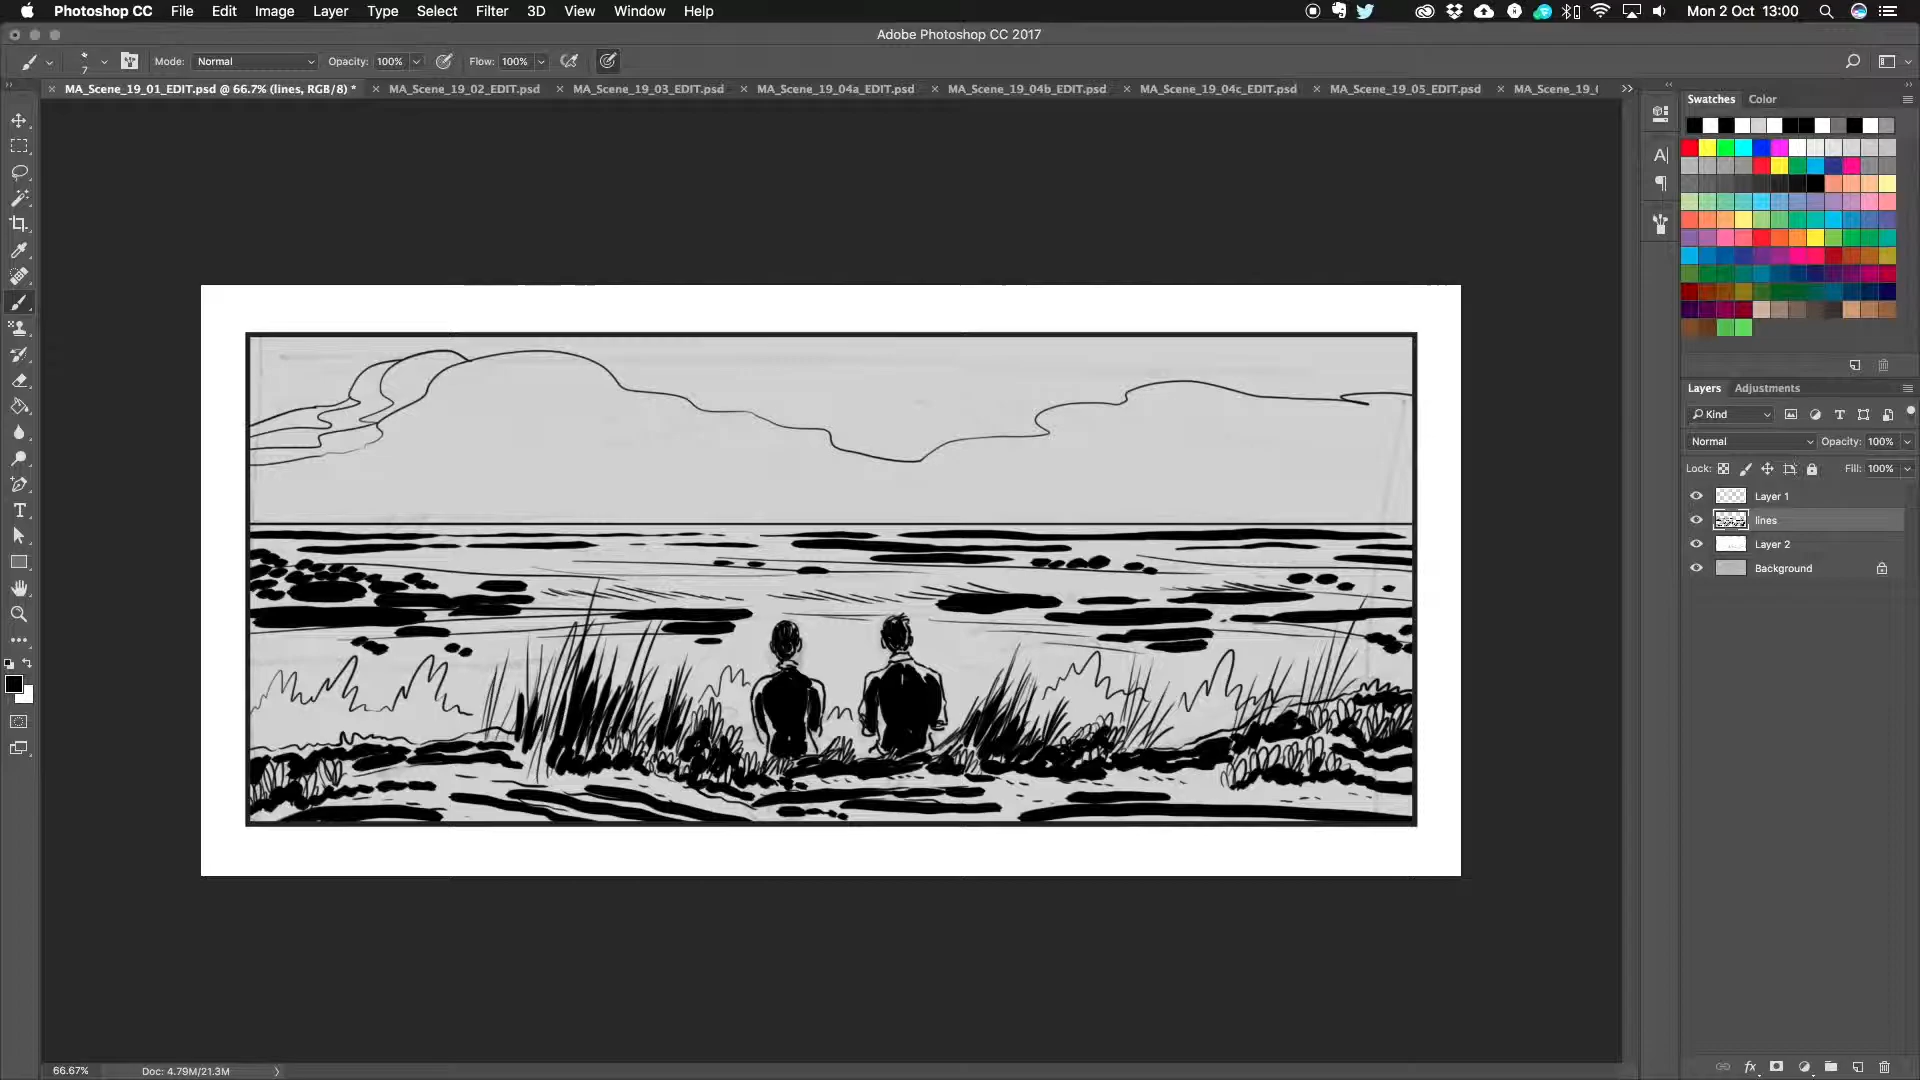 Photoshop CC File Edit Image Layer Type Select Filter 3D View Window Help Mon 2 Oct 13:00
Adobe Photoshop CC 2017
7 Mode: Normal Opacity: 100% Flow: 100%
MA_Scene_19_01_EDIT.psd @ 66.7% (lines, RGB/8) * MA_Scene_19_02_EDIT.psd MA_Scene_19_03_EDIT.psd MA_Scene_19_04a_EDIT.psd MA_Scene_19_04b_EDIT.psd MA_Scene_19_04c_EDIT.psd MA_Scene_19_05_EDIT.psd MA_Scene_19_
Swatches Color
Layers Adjustments
Kind
Normal Opacity: 100%
Lock: Fill: 100%
Layer 1
lines
Layer 2
Background
66.67% Doc: 4.79M/21.3M